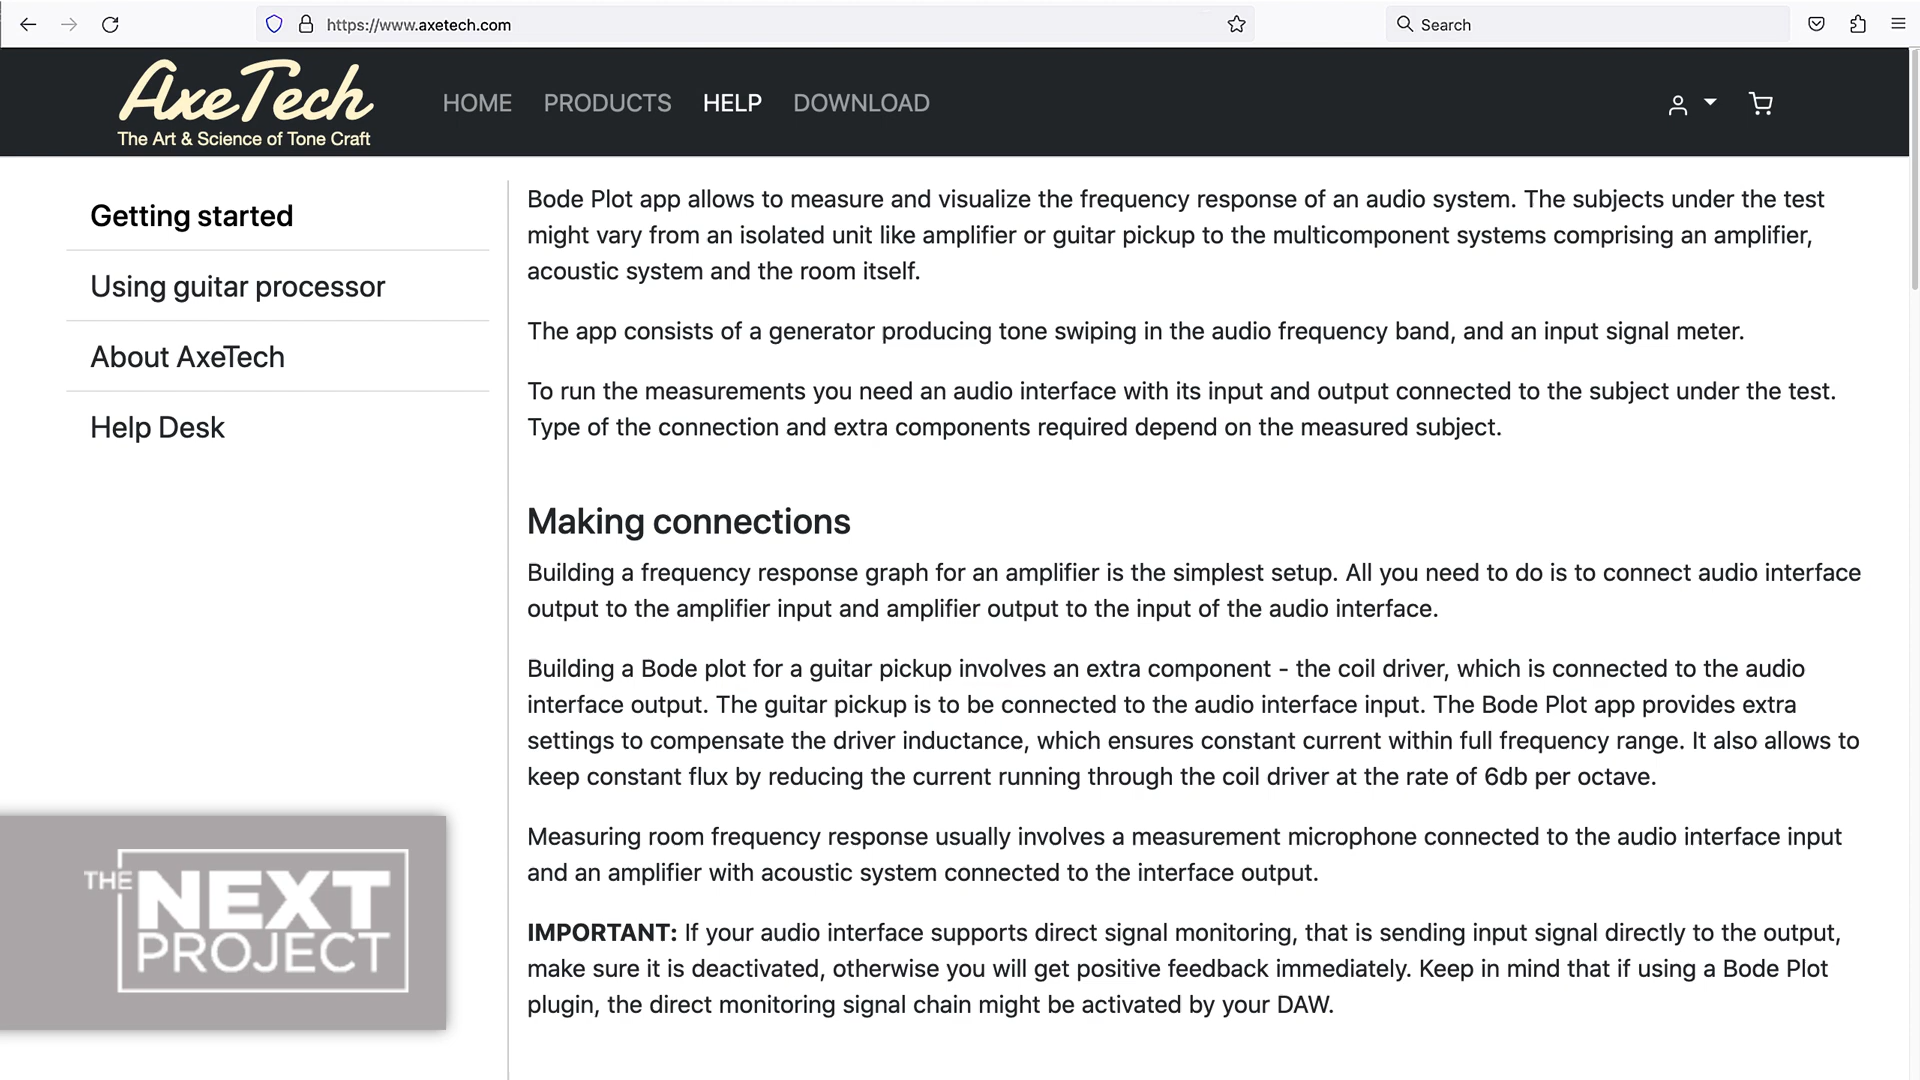 https://www.axetech.com
Search
AxeTech
The Art & Science of Tone Craft
HOME PRODUCTS HELP DOWNLOAD
Getting started
Using guitar processor
About AxeTech
Help Desk
Bode Plot app allows to measure and visualize the frequency response of an audio system. The subjects under the test
might vary from an isolated unit like amplifier or guitar pickup to the multicomponent systems comprising an amplifier,
acoustic system and the room itself.
The app consists of a generator producing tone swiping in the audio frequency band, and an input signal meter.
To run the measurements you need an audio interface with its input and output connected to the subject under the test.
Type of the connection and extra components required depend on the measured subject.
Making connections
Building a frequency response graph for an amplifier is the simplest setup. All you need to do is to connect audio interface
output to the amplifier input and amplifier output to the input of the audio interface.
Building a Bode plot for a guitar pickup involves an extra component - the coil driver, which is connected to the audio
interface output. The guitar pickup is to be connected to the audio interface input. The Bode Plot app provides extra
settings to compensate the driver inductance, which ensures constant current within full frequency range. It also allows to
keep constant flux by reducing the current running through the coil driver at the rate of 6db per octave.
Measuring room frequency response usually involves a measurement microphone connected to the audio interface input
and an amplifier with acoustic system connected to the interface output.
IMPORTANT: If your audio interface supports direct signal monitoring, that is sending input signal directly to the output,
make sure it is deactivated, otherwise you will get positive feedback immediately. Keep in mind that if using a Bode Plot
plugin, the direct monitoring signal chain might be activated by your DAW.
THE NEXT
PROJECT